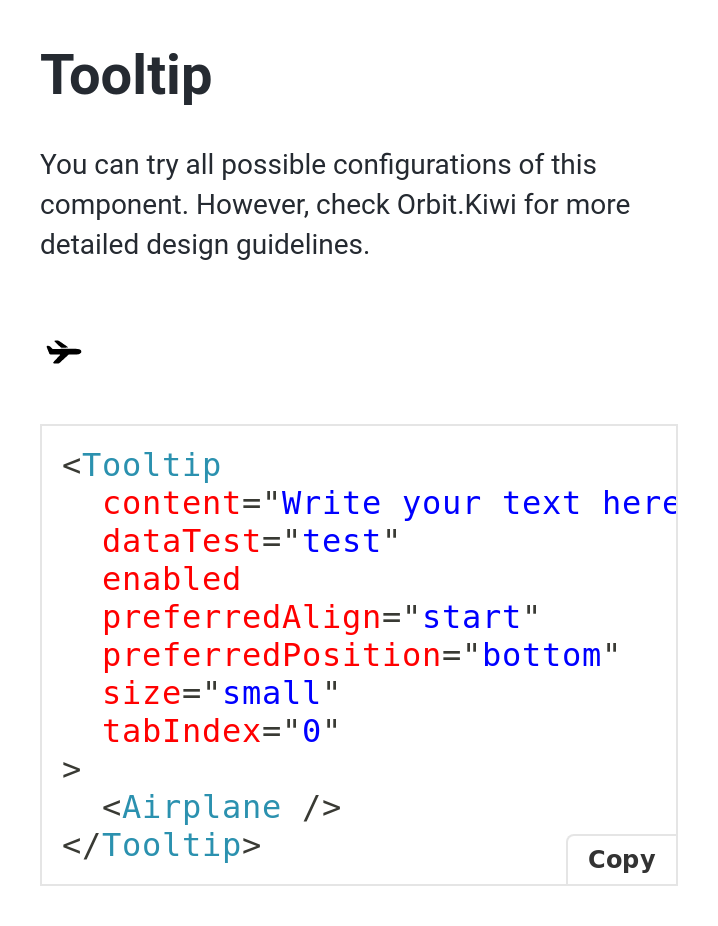 Tooltip
You can try all possible configurations of this
component. However, check Orbit.Kiwi for more
detailed design guidelines.
<Tooltip
  content="Write your text here
  dataTest="test"
  enabled
  preferredAlign="start"
  preferredPosition="bottom"
  size="small"
  tabIndex="0"
>
  <Airplane />
</Tooltip>
Copy